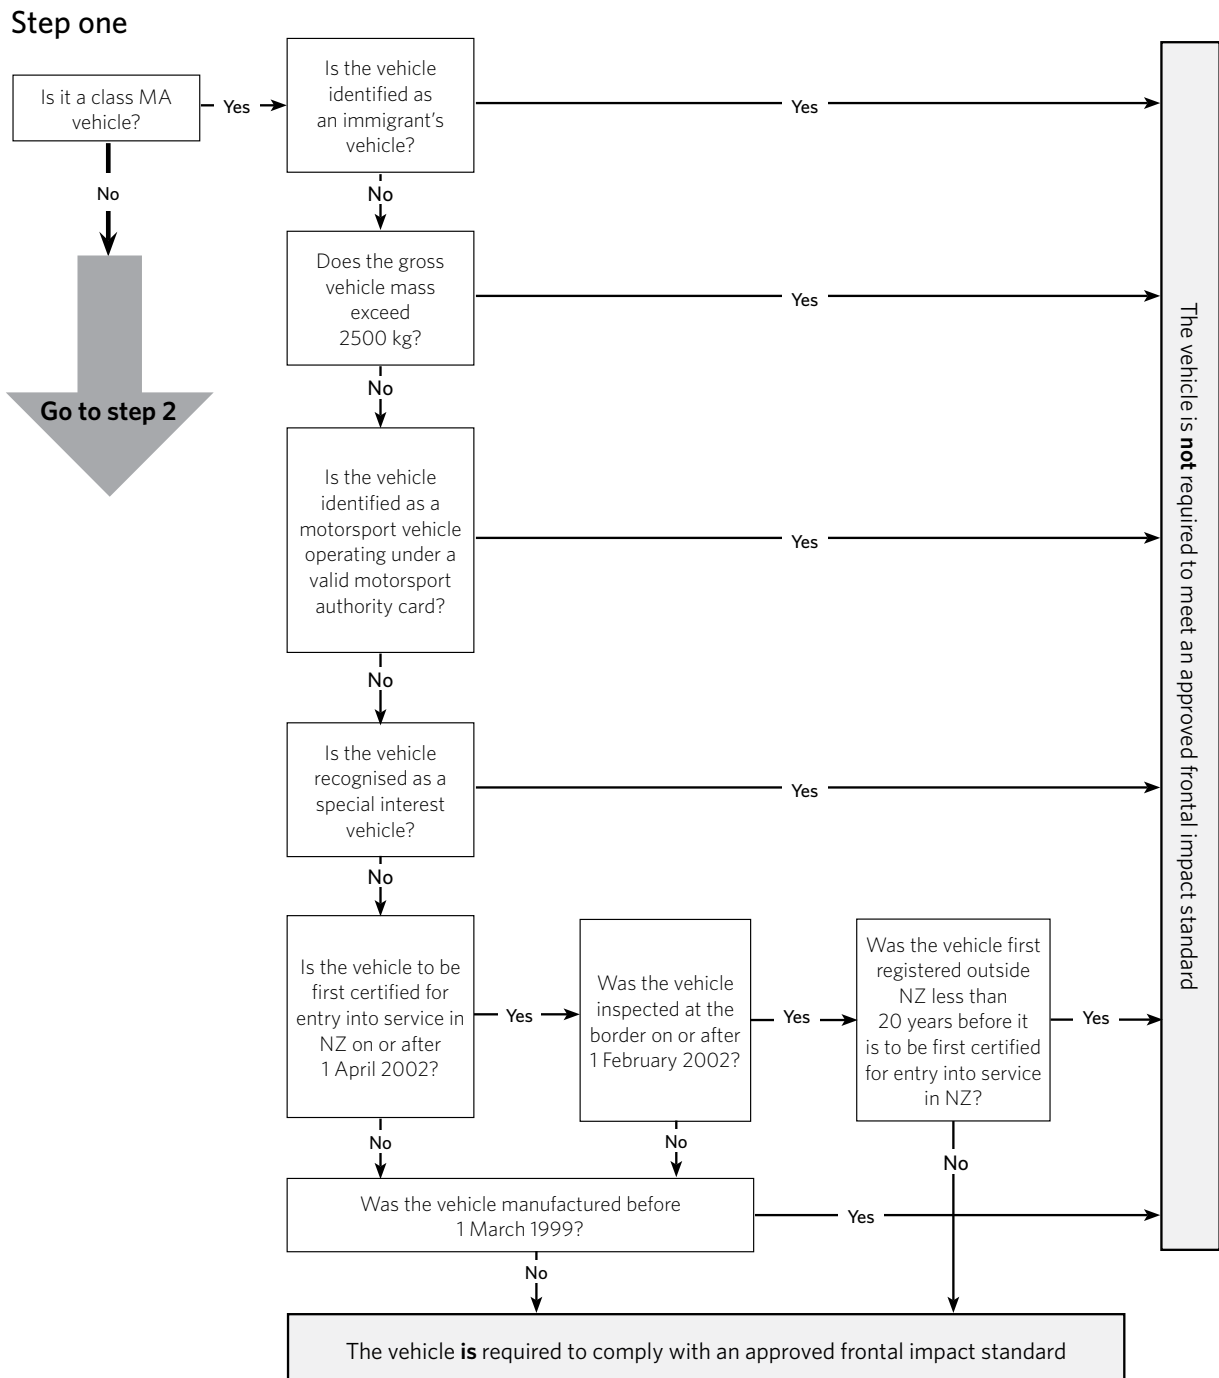 Step one
Is it a class MA
vehicle?
Yes
Is the vehicle
identified as
an immigrant's
vehicle?
Yes
No
No
Go to step 2
Does the gross
vehicle mass
exceed
2500 kg?
Yes
No
Is the vehicle
identified as a
motorsport vehicle
operating under a
valid motorsport
authority card?
Yes
No
Is the vehicle
recognised as a
special interest
vehicle?
Yes
No
Is the vehicle to be
first certified for
entry into service in
NZ on or after
1 April 2002?
Yes
Was the vehicle
inspected at the
border on or after
1 February 2002?
Yes
Was the vehicle first
registered outside
NZ less than
20 years before it
is to be first certified
for entry into service
in NZ?
Yes
No
No
No
Was the vehicle manufactured before
1 March 1999?
Yes
No
The vehicle is not required to meet an approved frontal impact standard
The vehicle is required to comply with an approved frontal impact standard